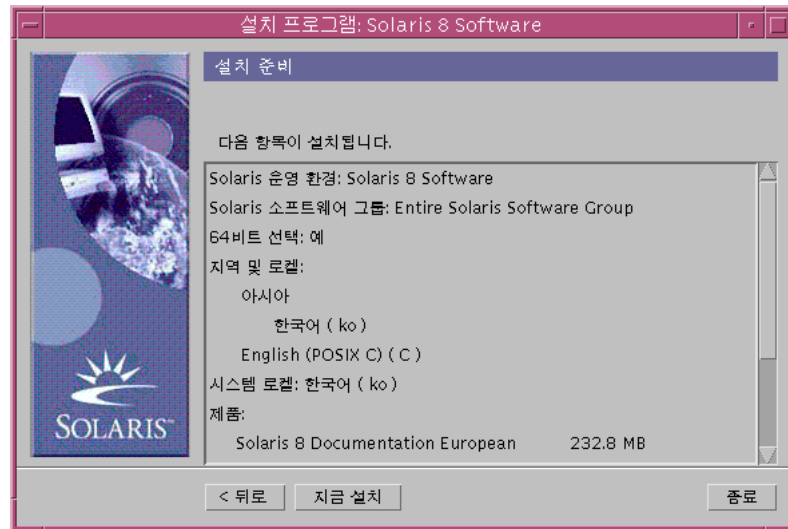 설치 프로그램: Solaris 8 Software
설치 준비
다음 항목이 설치됩니다.
Solaris 운영 환경: Solaris 8 Software
Solaris 소프트웨어 그룹: Entire Solaris Software Group
64비트 선택: 예
지역 및 로켈:
아시아
한국어 ( ko )
English (POSIX C) ( C )
시스템 로켈: 한국어 ( ko )
제품:
Solaris 8 Documentation European 232.8 MB
SOLARIS™
< 뒤로 지금 설치 종료